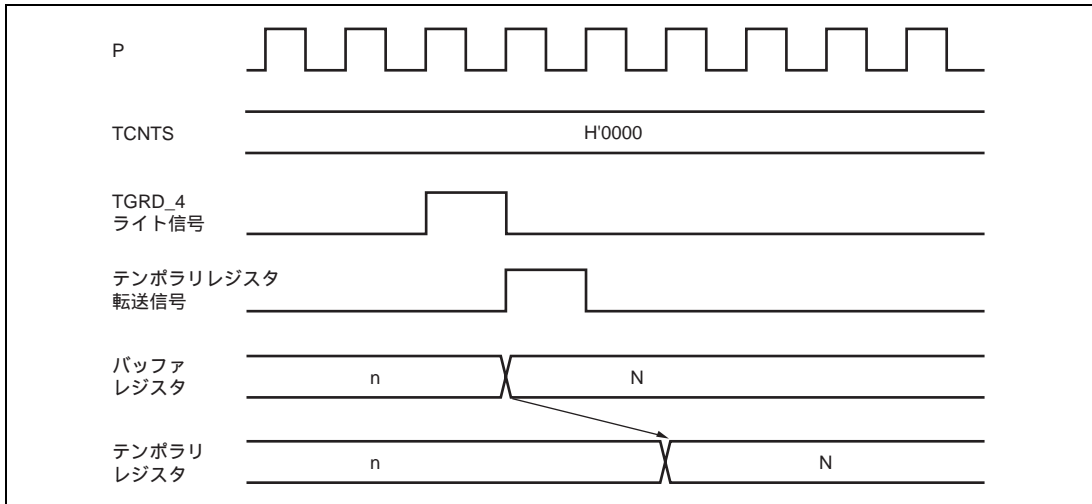 P
TCNTS
H'0000
TGRD_4
ライト信号
テンポラリレジスタ
転送信号
バッファ
レジスタ
n
N
テンポラリ
レジスタ
n
N